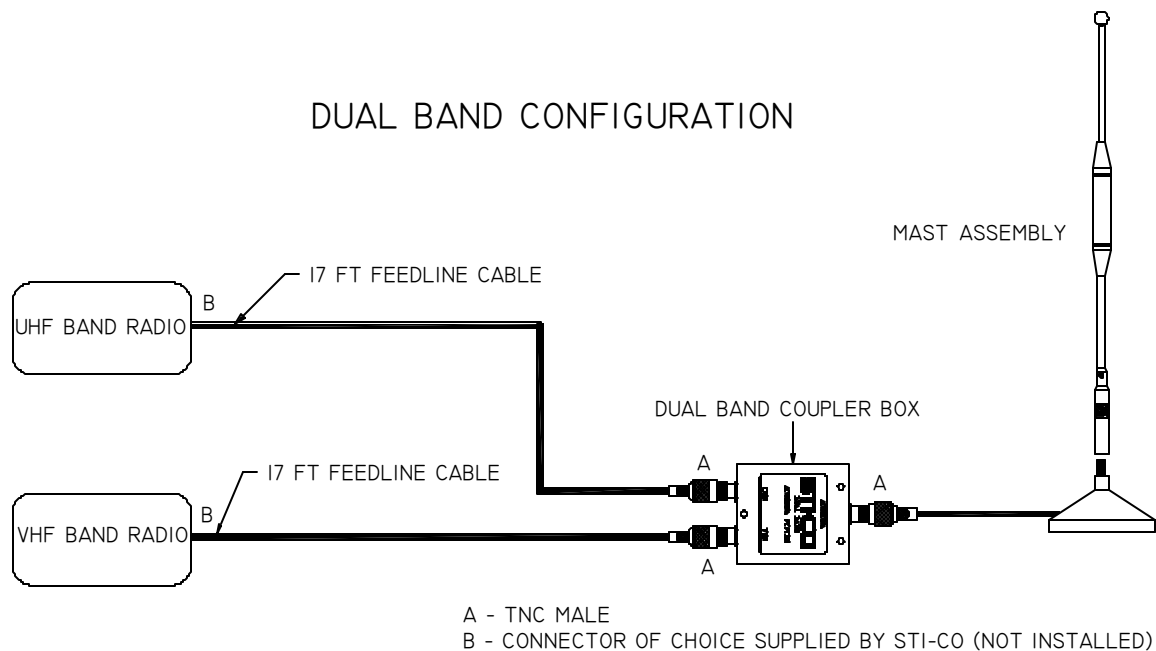 DUAL BAND CONFIGURATION
MAST ASSEMBLY
17 FT FEEDLINE CABLE
B
UHF BAND RADIO
DUAL BAND COUPLER BOX
A
A
17 FT FEEDLINE CABLE
B
VHF BAND RADIO
A
A - TNC MALE
B - CONNECTOR OF CHOICE SUPPLIED BY STI-CO (NOT INSTALLED)